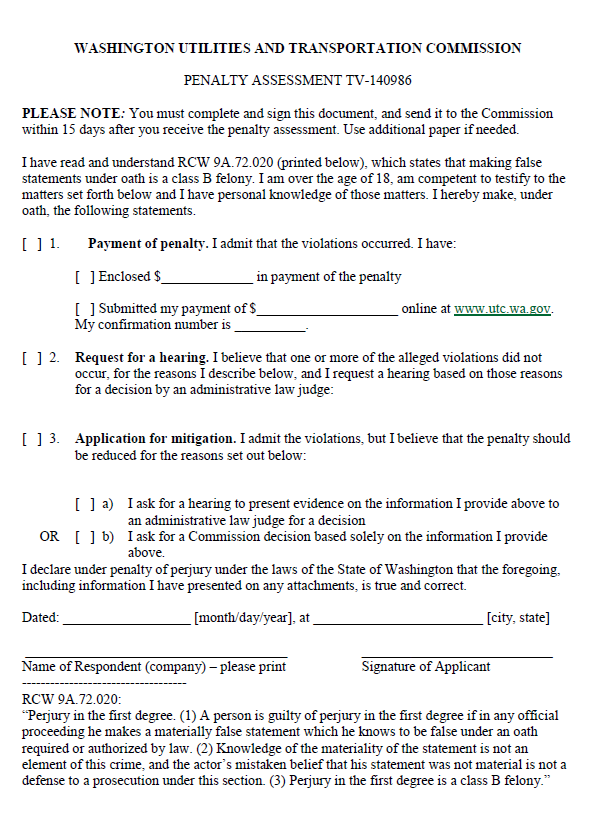 WASHINGTON UTILITIES AND TRANSPORTATION COMMISSION
PENALTY ASSESSMENT TV-140986
PLEASE NOTE: You must complete and sign this document, and send it to the Commission
within 15 days after you receive the penalty assessment. Use additional paper if needed.
I have read and understand RCW 9A.72.020 (printed below), which states that making false
statements under oath is a class B felony. I am over the age of 18, am competent to testify to the
matters set forth below and I have personal knowledge of those matters. I hereby make, under
oath, the following statements.
[ ] 1. Payment of penalty. I admit that the violations occurred. I have:
[ ] Enclosed $______________ in payment of the penalty
[ ] Submitted my payment of $_____________________ online at www.utc.wa.gov.
My confirmation number is __________.
[ ] 2. Request for a hearing. I believe that one or more of the alleged violations did not
occur, for the reasons I describe below, and I request a hearing based on those reasons
for a decision by an administrative law judge:
[ ] 3. Application for mitigation. I admit the violations, but I believe that the penalty should
be reduced for the reasons set out below:
[ ] a) I ask for a hearing to present evidence on the information I provide above to
an administrative law judge for a decision
OR [ ] b) I ask for a Commission decision based solely on the information I provide
above.
I declare under penalty of perjury under the laws of the State of Washington that the foregoing,
including information I have presented on any attachments, is true and correct.
Dated: ___________________ [month/day/year], at _________________________ [city, state]
_______________________________________ ____________________________
Name of Respondent (company) – please print Signature of Applicant
-----------------------------------
RCW 9A.72.020:
“Perjury in the first degree. (1) A person is guilty of perjury in the first degree if in any official
proceeding he makes a materially false statement which he knows to be false under an oath
required or authorized by law. (2) Knowledge of the materiality of the statement is not an
element of this crime, and the actor’s mistaken belief that his statement was not material is not a
defense to a prosecution under this section. (3) Perjury in the first degree is a class B felony.”